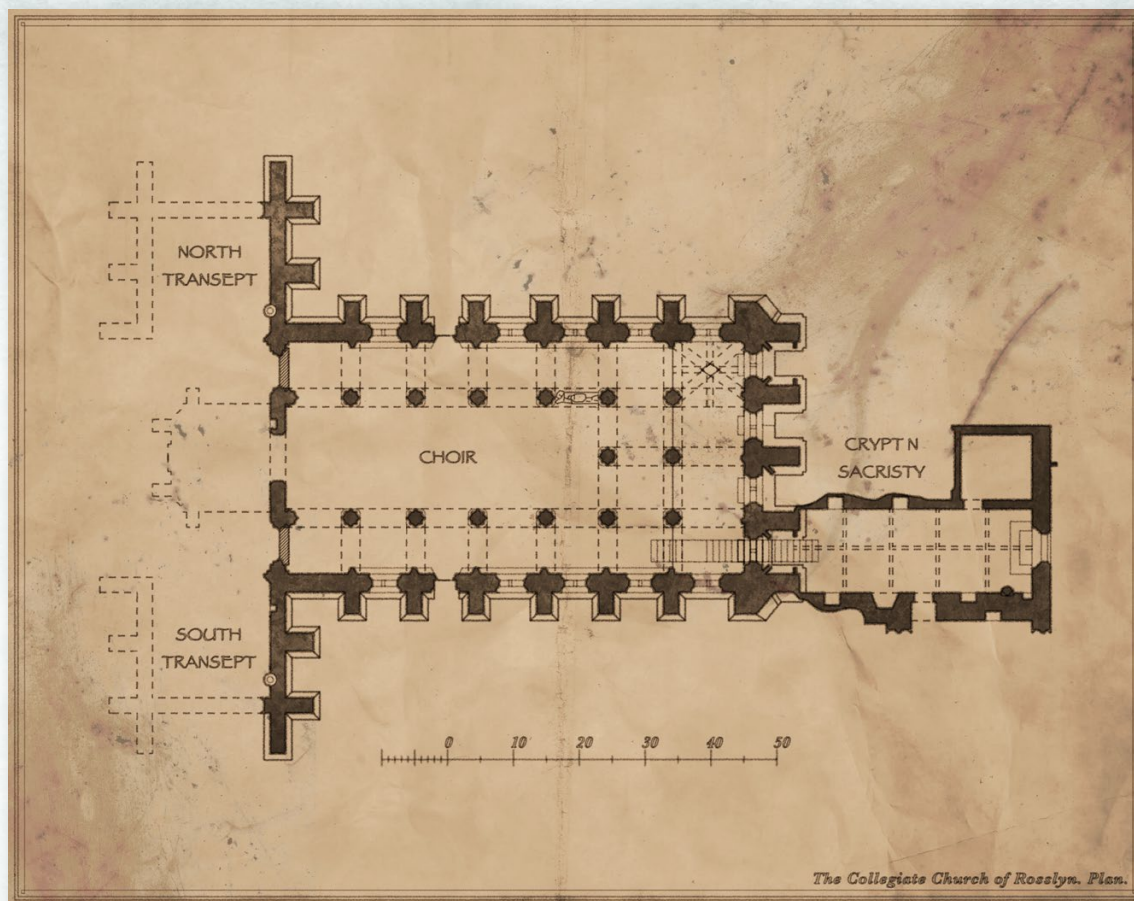 NORTH
TRANSEPT
CHOIR
CRYPT N
SACRISTY
SOUTH
TRANSEPT
0 10 20 30 40 50
The Collegiate Church of Rosslyn. Plan.